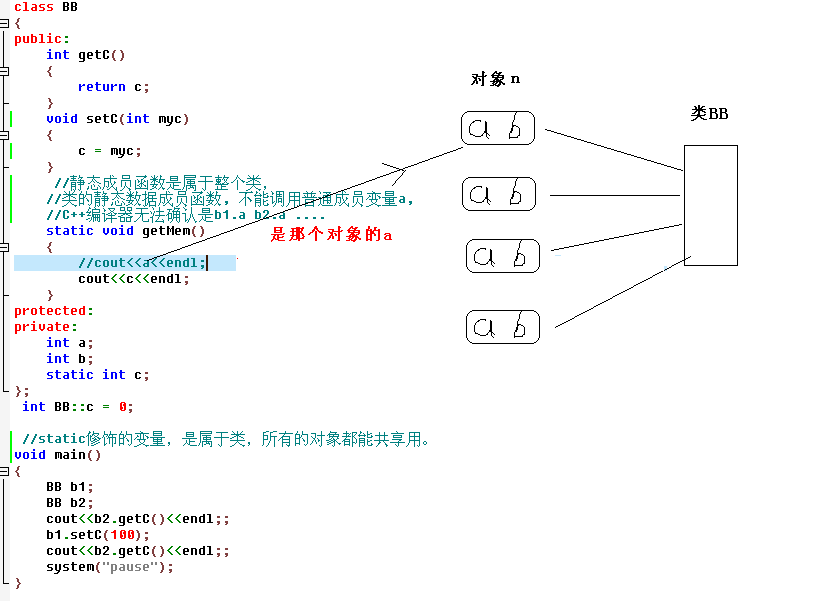 class BB
{
public:
int getC()
{
return c;
}
void setC(int myc)
{
c = myc;
}
//静态成员函数是属于整个类，
//类的静态数据成员函数，不能调用普通成员变量a，
//C++编译器无法确认是b1.a b2.a ....
static void getMem()
{
//cout<<a<<endl;
cout<<c<<endl;
}
protected:
private:
int a;
int b;
static int c;
};
int BB::c = 0;
//static修饰的变量，是属于类，所有的对象都能共享用。
void main()
{
BB b1;
BB b2;
cout<<b2.getC()<<endl;;
b1.setC(100);
cout<<b2.getC()<<endl;;
system("pause");
}
是那个对象的a
对象n
a b
a b
a b
a b
类BB